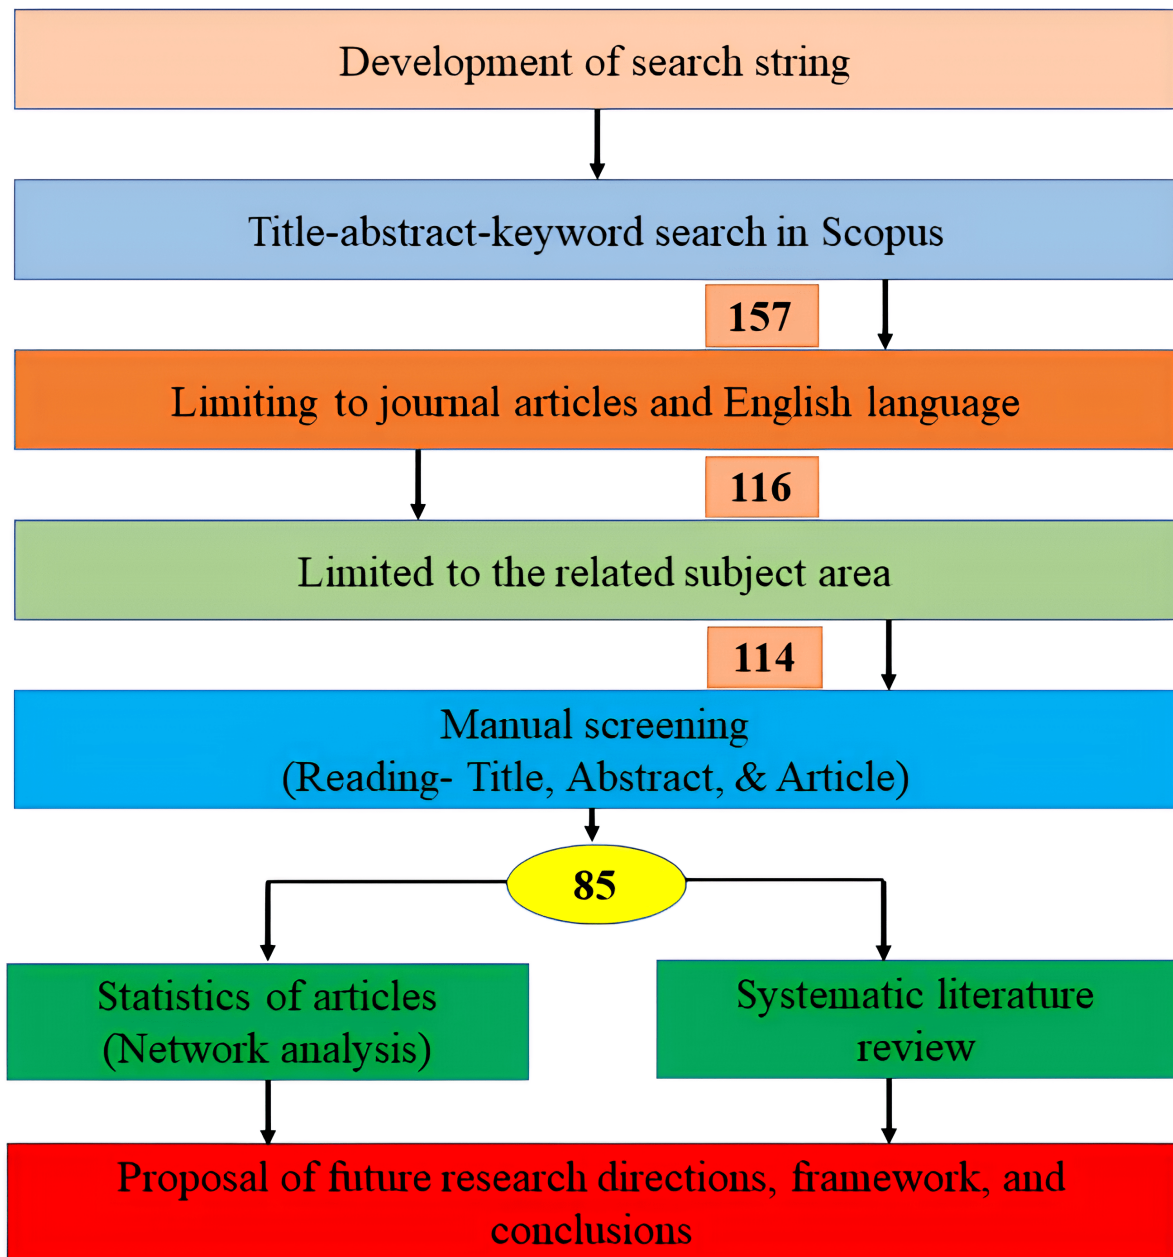 Development of search string
Title-abstract-keyword search in Scopus
157
Limiting to journal articles and English language
116
Limited to the related subject area
114
Manual screening
(Reading- Title, Abstract, & Article)
85
Statistics of articles
(Network analysis)
Systematic literature
review
Proposal of future research directions, framework, and
conclusions